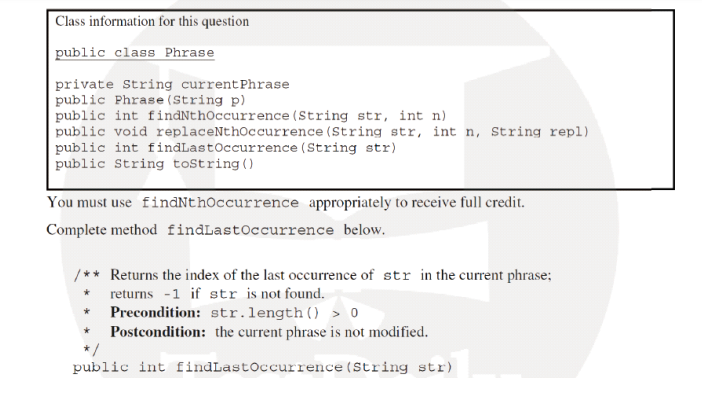 Class information for this question
public class Phrase
private String currentPhrase
public Phrase(String p)
public int findNthOccurrence(String str, int n)
public void replaceNthOccurrence(String str, int n, String repl)
public int findLastOccurrence(String str)
public String toString()
You must use findNthOccurrence appropriately to receive full credit.
Complete method findLastOccurrence below.
/** Returns the index of the last occurrence of str in the current phrase;
* returns -1 if str is not found.
* Precondition: str.length() > 0
* Postcondition: the current phrase is not modified.
*/
public int findLastOccurrence(String str)